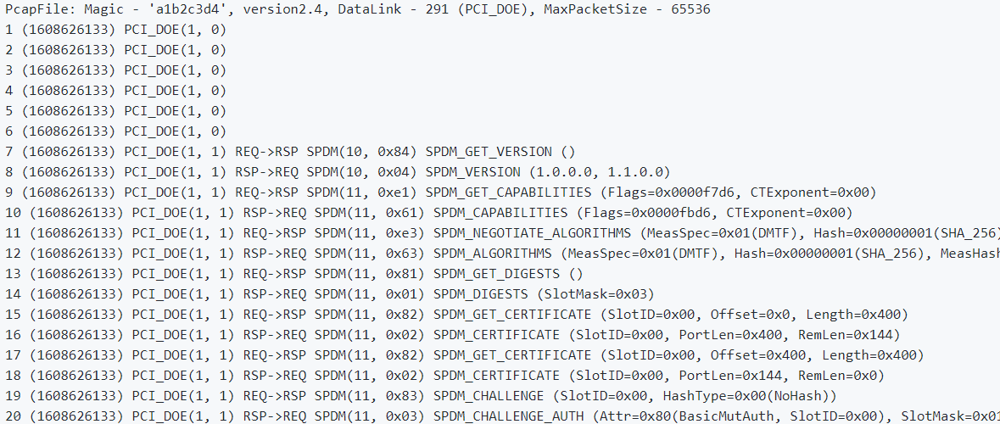 PcapFile: Magic - 'a1b2c3d4', version2.4, DataLink - 291 (PCI_DOE), MaxPacketSize - 65536
1 (1608626133) PCI_DOE(1, 0)
2 (1608626133) PCI_DOE(1, 0)
3 (1608626133) PCI_DOE(1, 0)
4 (1608626133) PCI_DOE(1, 0)
5 (1608626133) PCI_DOE(1, 0)
6 (1608626133) PCI_DOE(1, 0)
7 (1608626133) PCI_DOE(1, 1) REQ->RSP SPDM(10, 0x84) SPDM_GET_VERSION ()
8 (1608626133) PCI_DOE(1, 1) RSP->REQ SPDM(10, 0x04) SPDM_VERSION (1.0.0.0, 1.1.0.0)
9 (1608626133) PCI_DOE(1, 1) REQ->RSP SPDM(11, 0xe1) SPDM_GET_CAPABILITIES (Flags=0x0000f7d6, CTExponent=0x00)
10 (1608626133) PCI_DOE(1, 1) RSP->REQ SPDM(11, 0x61) SPDM_CAPABILITIES (Flags=0x0000fbd6, CTExponent=0x00)
11 (1608626133) PCI_DOE(1, 1) REQ->RSP SPDM(11, 0xe3) SPDM_NEGOTIATE_ALGORITHMS (MeasSpec=0x01(DMTF), Hash=0x00000001(SHA_256)
12 (1608626133) PCI_DOE(1, 1) RSP->REQ SPDM(11, 0x63) SPDM_ALGORITHMS (MeasSpec=0x01(DMTF), Hash=0x00000001(SHA_256), MeasHash
13 (1608626133) PCI_DOE(1, 1) REQ->RSP SPDM(11, 0x81) SPDM_GET_DIGESTS ()
14 (1608626133) PCI_DOE(1, 1) RSP->REQ SPDM(11, 0x01) SPDM_DIGESTS (SlotMask=0x03)
15 (1608626133) PCI_DOE(1, 1) REQ->RSP SPDM(11, 0x82) SPDM_GET_CERTIFICATE (SlotID=0x00, Offset=0x0, Length=0x400)
16 (1608626133) PCI_DOE(1, 1) RSP->REQ SPDM(11, 0x02) SPDM_CERTIFICATE (SlotID=0x00, PortLen=0x400, RemLen=0x144)
17 (1608626133) PCI_DOE(1, 1) REQ->RSP SPDM(11, 0x82) SPDM_GET_CERTIFICATE (SlotID=0x00, Offset=0x400, Length=0x400)
18 (1608626133) PCI_DOE(1, 1) RSP->REQ SPDM(11, 0x02) SPDM_CERTIFICATE (SlotID=0x00, PortLen=0x144, RemLen=0x0)
19 (1608626133) PCI_DOE(1, 1) REQ->RSP SPDM(11, 0x83) SPDM_CHALLENGE (SlotID=0x00, HashType=0x00(NoHash))
20 (1608626133) PCI_DOE(1, 1) RSP->REQ SPDM(11, 0x03) SPDM_CHALLENGE_AUTH (Attr=0x80(BasicMutAuth, SlotID=0x00), SlotMask=0x01